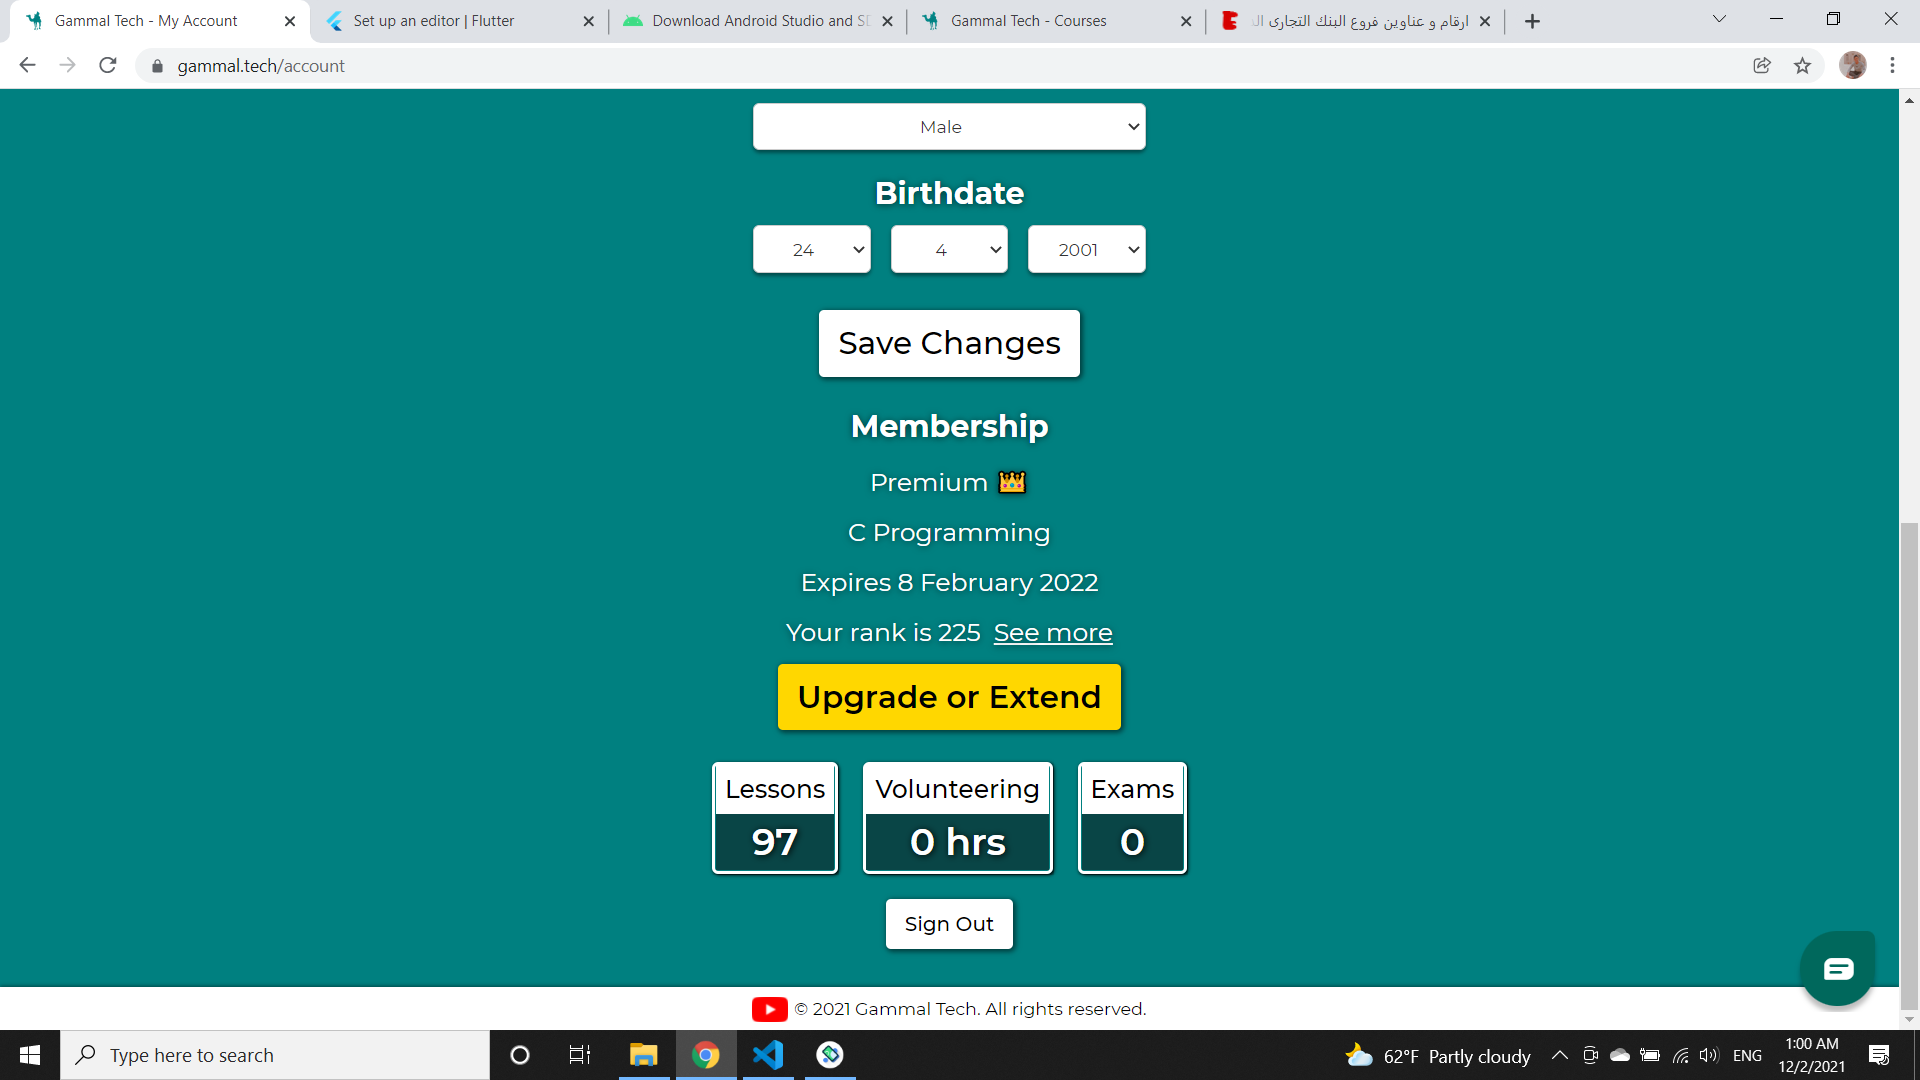 Gammal Tech - My Account
Set up an editor | Flutter
Download Android Studio and SD
Gammal Tech - Courses
ارقام و عناوين فروع البنك التجارى
gammal.tech/account
Male
Birthdate
24 4 2001
Save Changes
Membership
Premium 👑
C Programming
Expires 8 February 2022
Your rank is 225 See more
Upgrade or Extend
Lessons Volunteering Exams
97 0 hrs 0
Sign Out
© 2021 Gammal Tech. All rights reserved.
Type here to search
62°F Partly cloudy
ENG
1:00 AM
12/2/2021